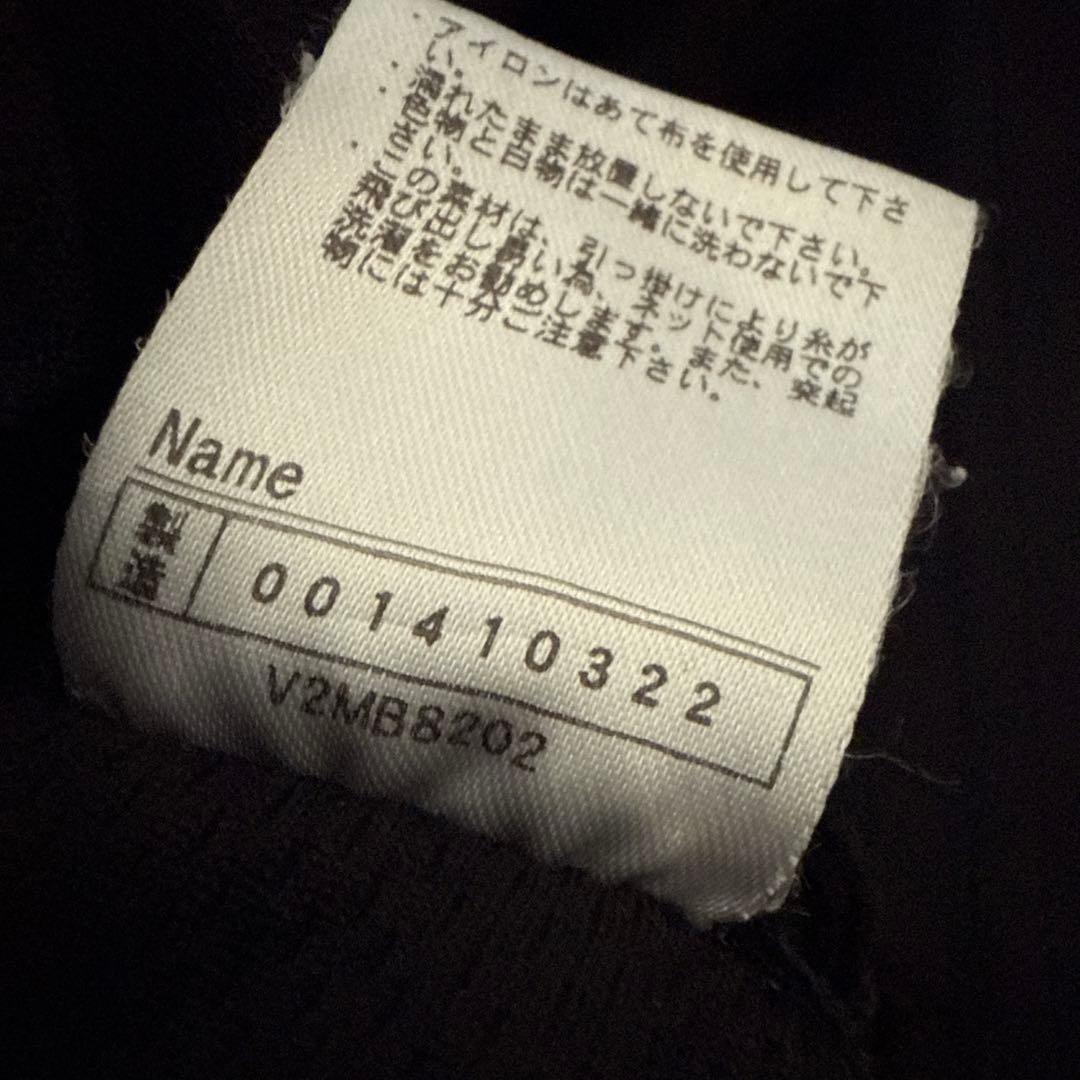 ・アイロンはあて布を使用して下さ
い。
・濡れたまま放置しないで下さい。
・色物と白物は一緒に洗わないで下
さい。
・この素材は、引っ掛けにより糸が
飛び出し易い為、ネット使用での
洗濯をお勧めします。また、突起
物には十分ご注意下さい。
Name
製造 001410322
V2MB8202